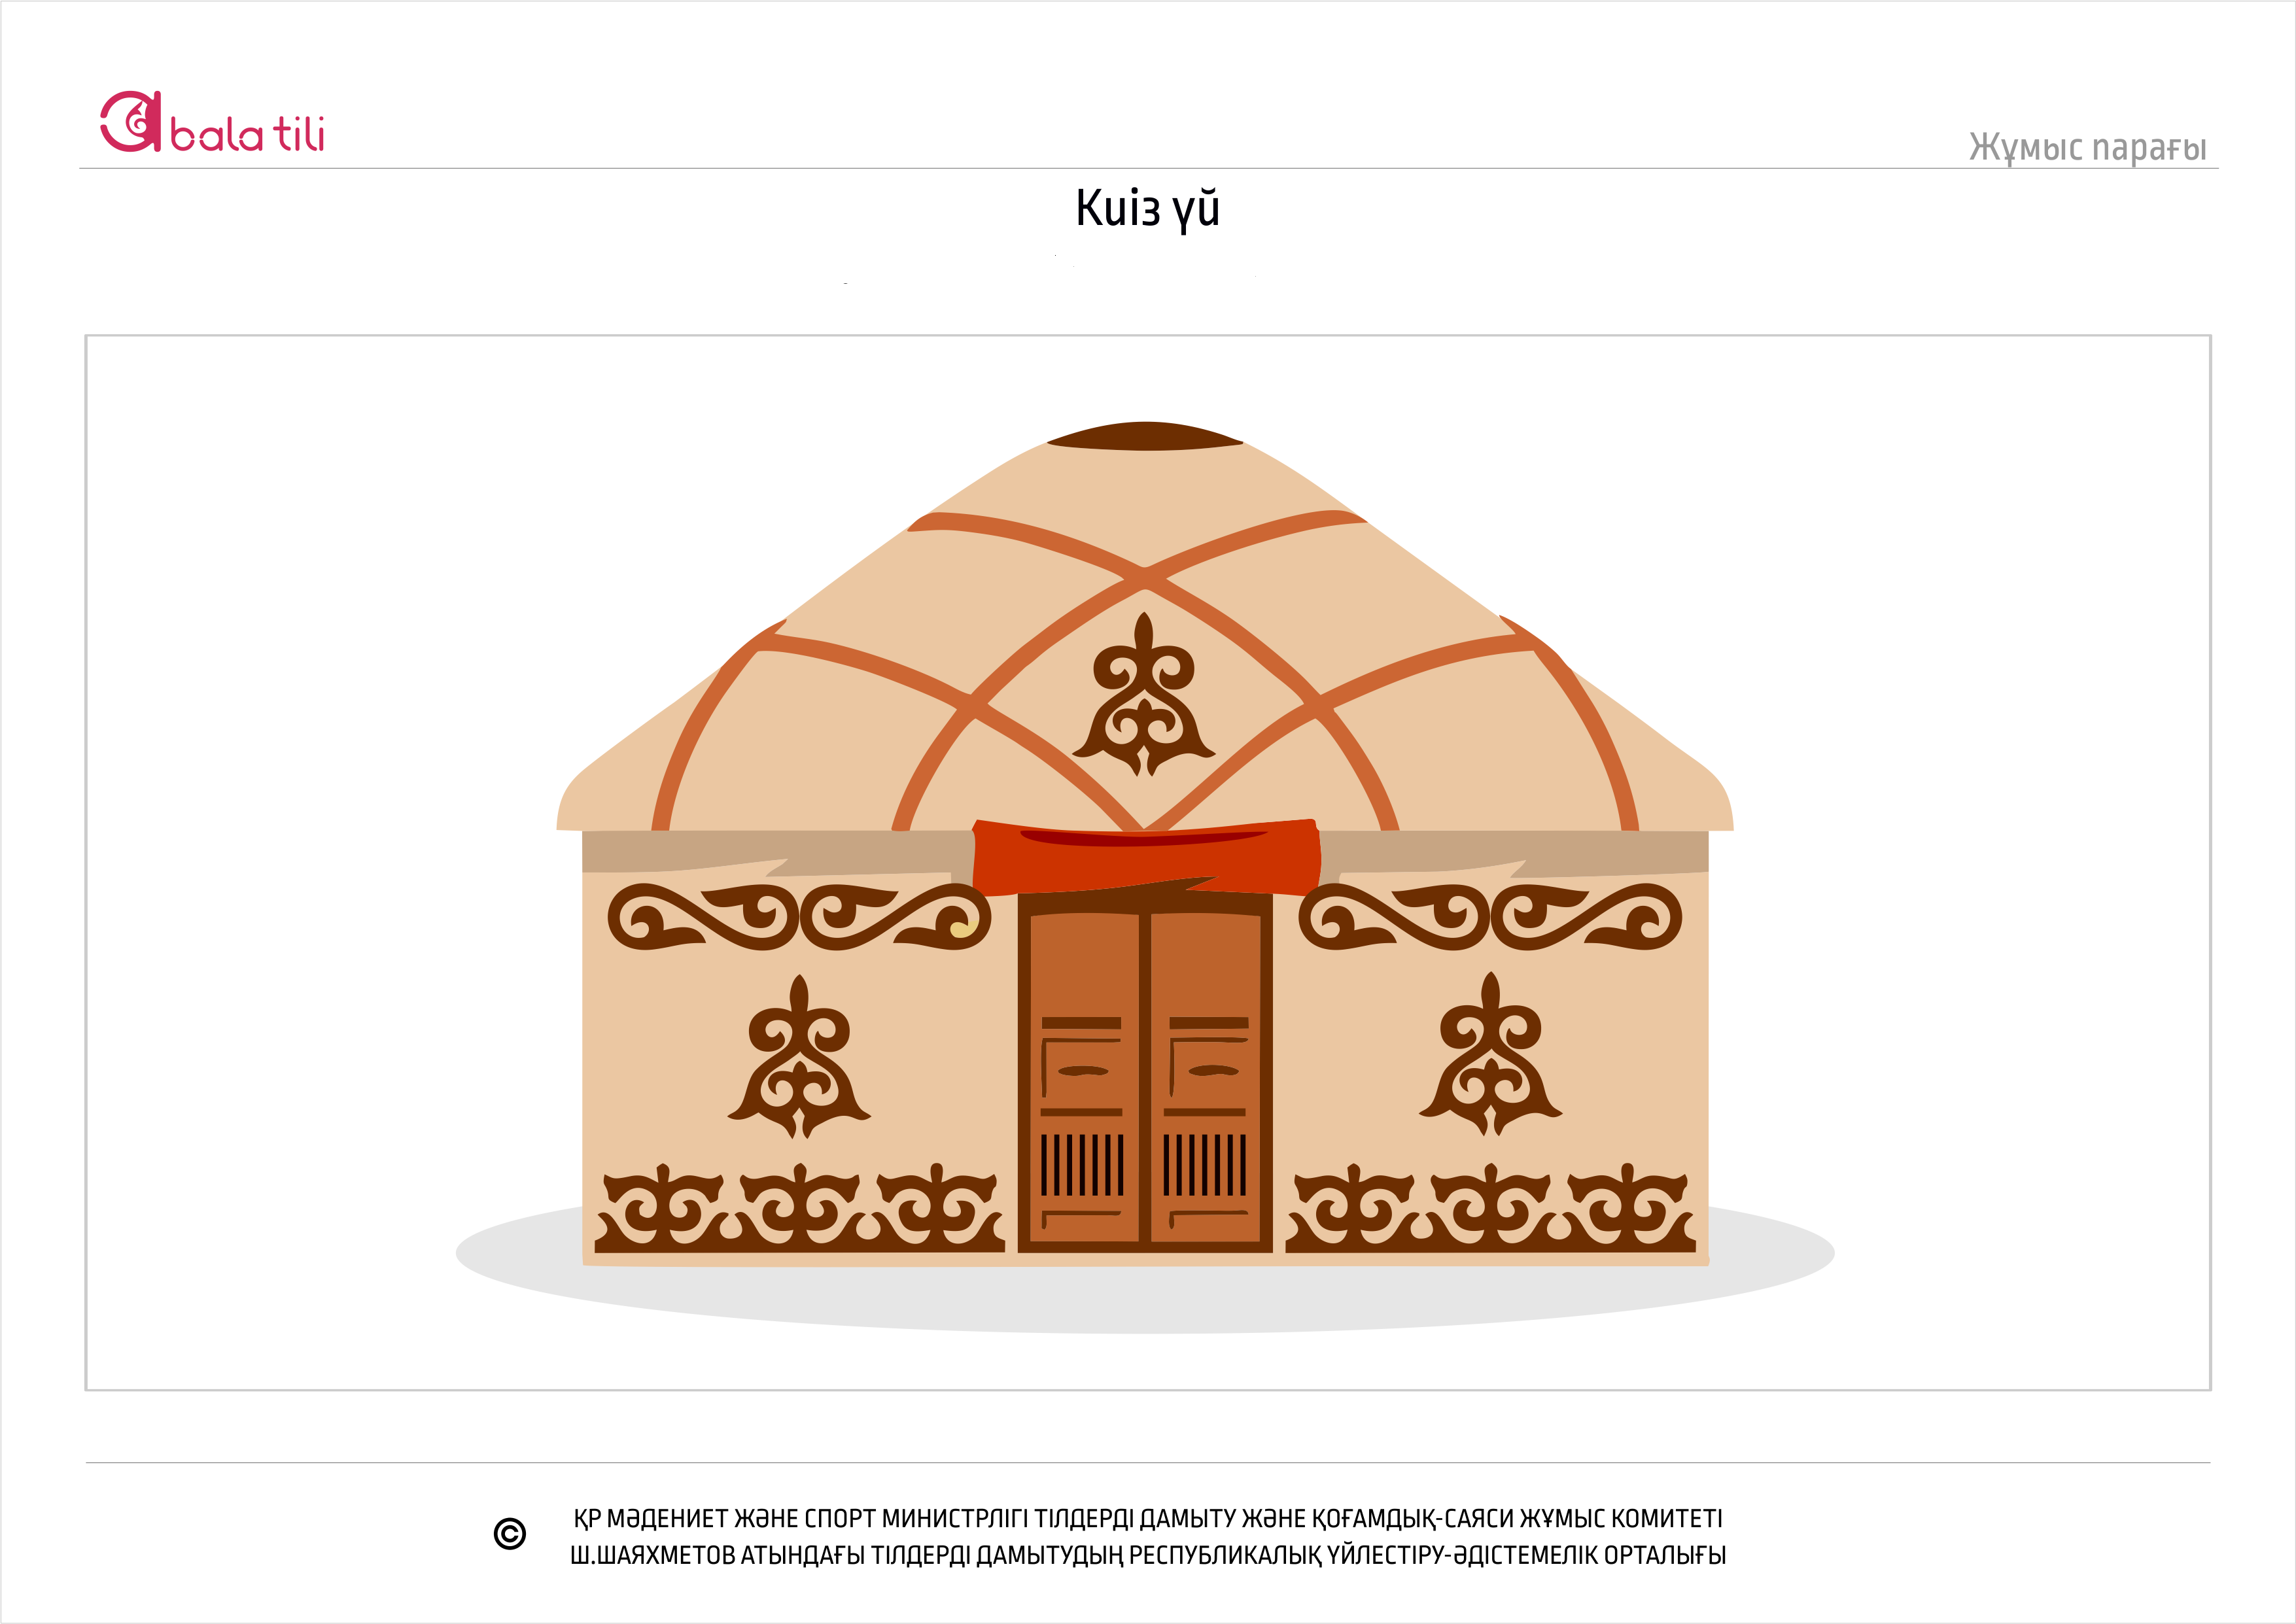 bala tili
Жұмыс парағы
Киіз үй
© ҚР МӘДЕНИЕТ ЖӘНЕ СПОРТ МИНИСТРЛІГІ ТІЛДЕРДІ ДАМЫТУ ЖӘНЕ ҚОҒАМДЫҚ-САЯСИ ЖҰМЫС КОМИТЕТІ
Ш.ШАЯХМЕТОВ АТЫНДАҒЫ ТІЛДЕРДІ ДАМЫТУДЫҢ РЕСПУБЛИКАЛЫҚ ҮЙЛЕСТІРУ-ӘДІСТЕМЕЛІК ОРТАЛЫҒЫ